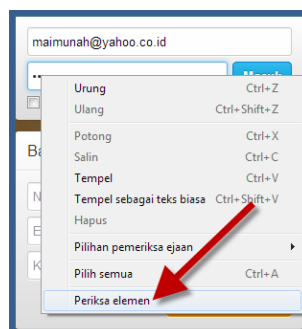 maimunah@yahoo.co.id
Urung Ctrl+Z
Ulang Ctrl+Shift+Z
Potong Ctrl+X
Salin Ctrl+C
Tempel Ctrl+V
Tempel sebagai teks biasa Ctrl+Shift+V
Hapus
Pilihan pemeriksa ejaan
Pilih semua Ctrl+A
Periksa elemen